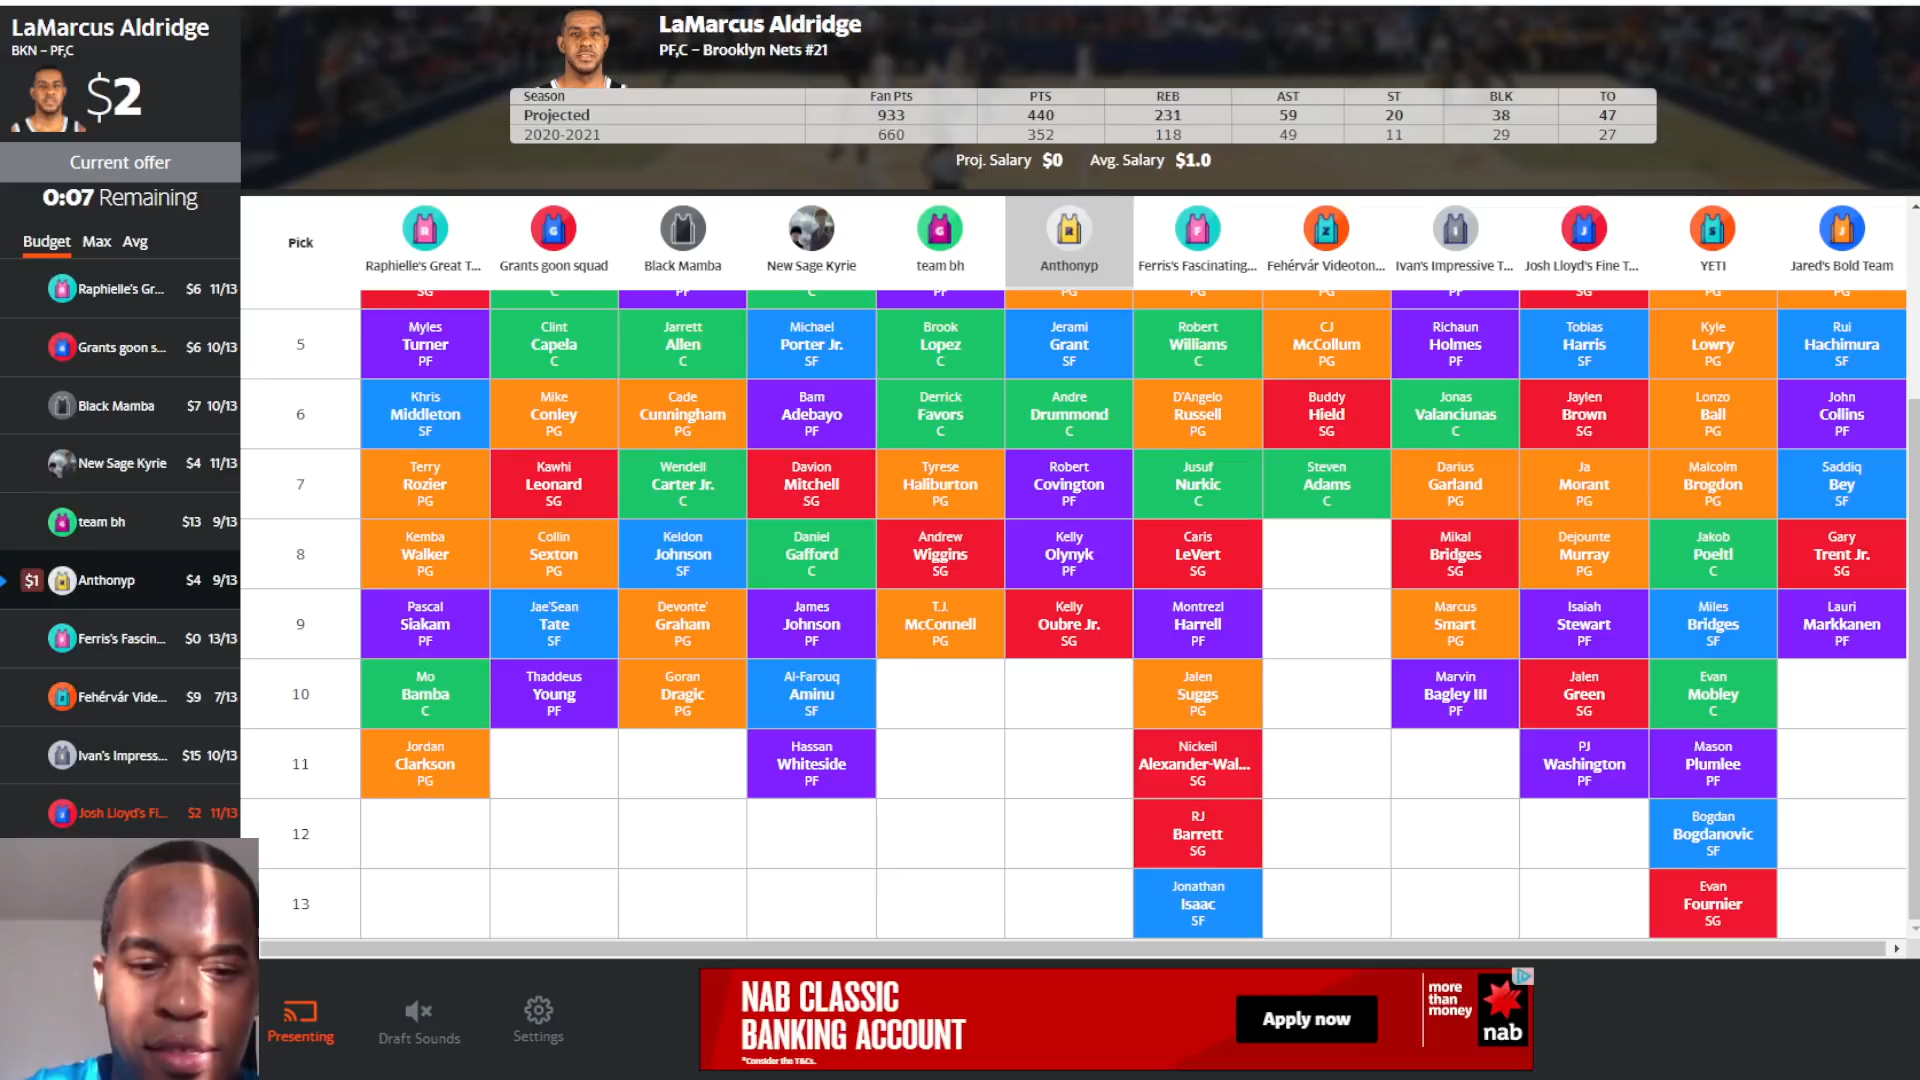 LaMarcus Aldridge
BKN – PF,C
$2
Current offer
0:07 Remaining
Budget Max Avg
Raphielle's Gr... $6 11/13
Grants goon s... $6 10/13
Black Mamba $7 10/13
New Sage Kyrie $4 11/13
team bh $13 9/13
$1 Anthonyp $4 9/13
Ferris's Fascin... $0 13/13
Fehérvár Vide... $9 7/13
Ivan's Impress... $15 10/13
Josh Lloyd's Fi... $2 11/13
LaMarcus Aldridge
PF,C – Brooklyn Nets #21
Season Fan Pts PTS REB AST ST BLK TO
Projected 933 440 231 59 20 38 47
2020-2021 660 352 118 49 11 29 27
Proj. Salary $0 Avg. Salary $1.0
Pick Raphielle's Great T... Grants goon squad Black Mamba New Sage Kyrie team bh Anthonyp Ferris's Fascinating... Fehérvár Videoton... Ivan's Impressive T... Josh Lloyd's Fine T... YETI Jared's Bold Team
SG C PF C PF PG PG PG PF SG PG PG
Myles Clint Jarrett Michael Brook Jerami Robert CJ Richaun Tobias Kyle Rui
5 Turner Capela Allen Porter Jr. Lopez Grant Williams McCollum Holmes Harris Lowry Hachimura
PF C C SF C SF C PG PF SF PG SF
Khris Mike Cade Bam Derrick Andre D'Angelo Buddy Jonas Jaylen Lonzo John
6 Middleton Conley Cunningham Adebayo Favors Drummond Russell Hield Valanciunas Brown Ball Collins
SF PG PG PF C C PG SG C SG PG PF
Terry Kawhi Wendell Davion Tyrese Robert Jusuf Steven Darius Ja Malcolm Saddiq
7 Rozier Leonard Carter Jr. Mitchell Haliburton Covington Nurkic Adams Garland Morant Brogdon Bey
PG SG C SG PG PF C C PG PG PG SF
Kemba Collin Keldon Daniel Andrew Kelly Caris Mikal Dejounte Jakob Gary
8 Walker Sexton Johnson Gafford Wiggins Olynyk LeVert Bridges Murray Poeltl Trent Jr.
PG PG SF C SG PF SG SG PG C SG
Pascal Jae'Sean Devonte' James T.J. Kelly Montrezl Marcus Isaiah Miles Lauri
9 Siakam Tate Graham Johnson McConnell Oubre Jr. Harrell Smart Stewart Bridges Markkanen
PF SF PG PF PG SG PF PG PF SF PF
Mo Thaddeus Goran Al-Farouq Jalen Marvin Jalen Evan
10 Bamba Young Dragic Aminu Suggs Bagley III Green Mobley
C PF PG SF PG PF SG C
Jordan Hassan Nickeil PJ Mason
11 Clarkson Whiteside Alexander-Wal... Washington Plumlee
PG PF SG PF PF
RJ Bogdan
12 Barrett Bogdanovic
SG SF
Jonathan Evan
13 Isaac Fournier
SF SG
Presenting
Draft Sounds
Settings
NAB CLASSIC
BANKING ACCOUNT
*Consider the T&Cs.
Apply now
more
than
money
nab